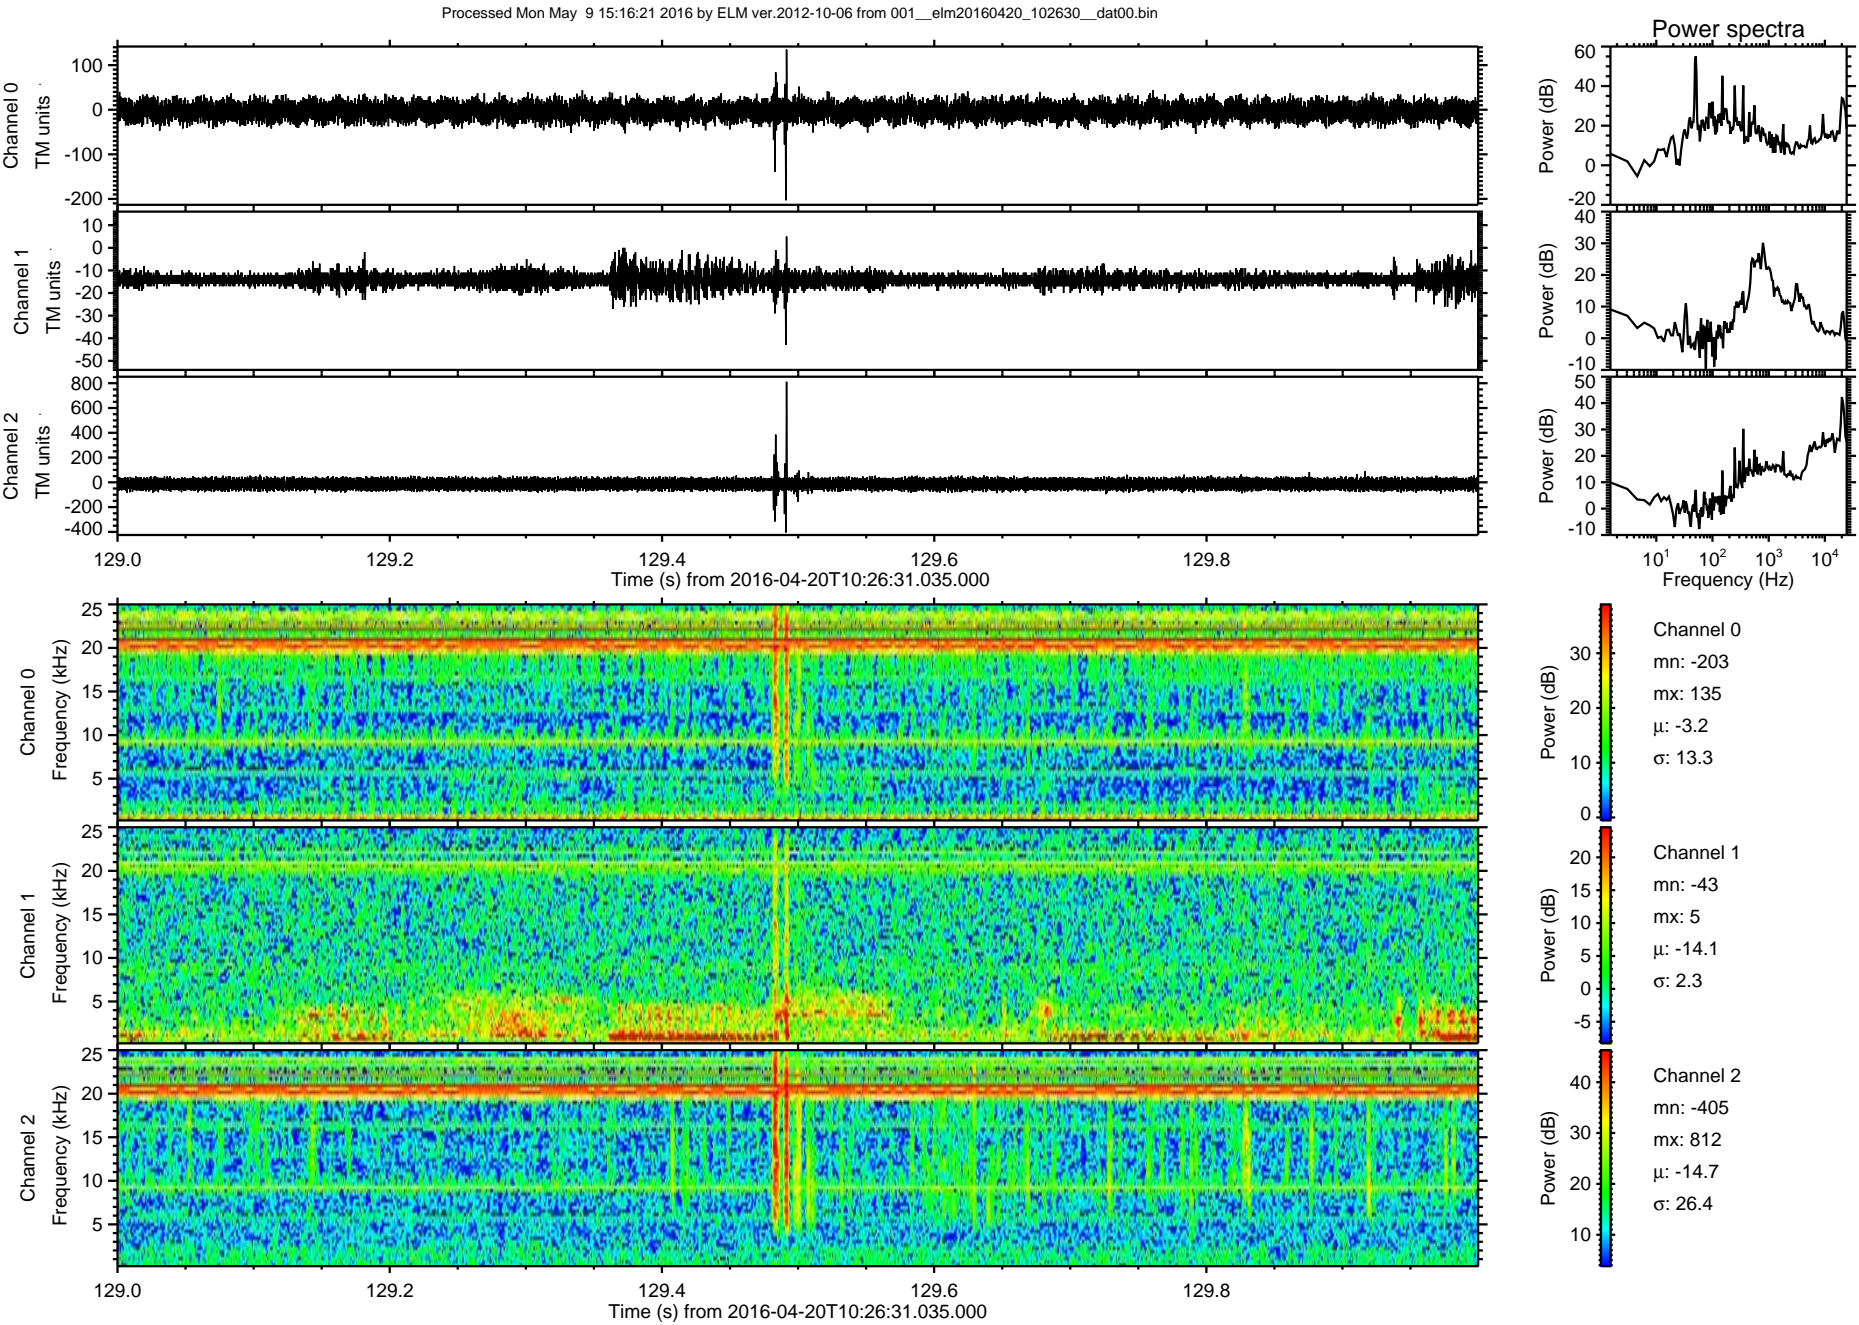 Processed Mon May  9 15:16:21 2016 by ELM ver.2012-10-06 from 001__elm20160420_102630__dat00.bin
Power spectra
Channel 0
TM units
100
0
-100
-200
Power (dB)
60
40
20
0
-20
Channel 1
TM units
10
0
-10
-20
-30
-40
-50
Power (dB)
40
30
20
10
0
-10
Channel 2
TM units
800
600
400
200
0
-200
-400
Power (dB)
50
40
30
20
10
0
-10
129.0
129.2
129.4
129.6
129.8
Time (s) from 2016-04-20T10:26:31.035.000
10^1
10^2
10^3
10^4
Frequency (Hz)
Channel 0
Frequency (kHz)
25
20
15
10
5
Power (dB)
30
20
10
0
Channel 0
mn: -203
mx: 135
μ: -3.2
σ: 13.3
Channel 1
Frequency (kHz)
25
20
15
10
5
Power (dB)
20
15
10
5
0
-5
Channel 1
mn: -43
mx: 5
μ: -14.1
σ: 2.3
Channel 2
Frequency (kHz)
25
20
15
10
5
Power (dB)
40
30
20
10
Channel 2
mn: -405
mx: 812
μ: -14.7
σ: 26.4
129.0
129.2
129.4
129.6
129.8
Time (s) from 2016-04-20T10:26:31.035.000